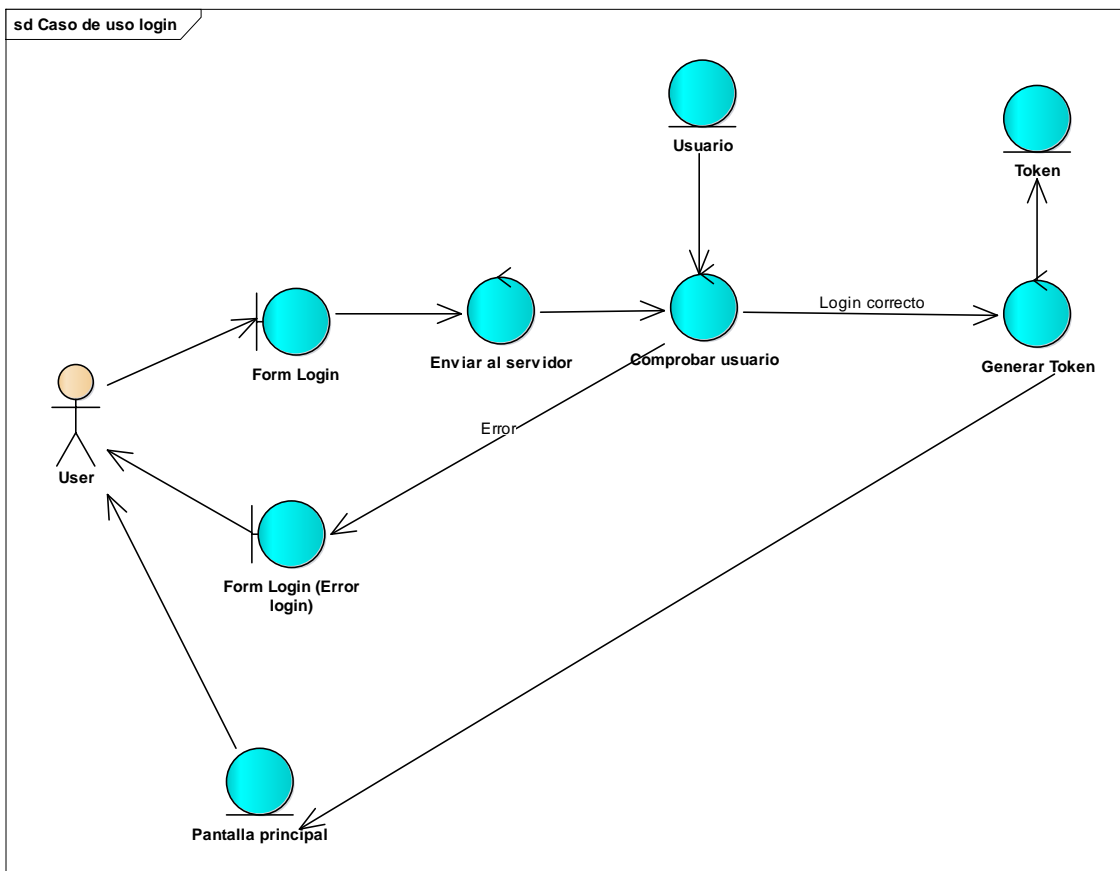 sd Caso de uso login
Usuario
Token
Login correcto
Form Login
Enviar al servidor
Comprobar usuario
Generar Token
Error
User
Form Login (Error
login)
Pantalla principal